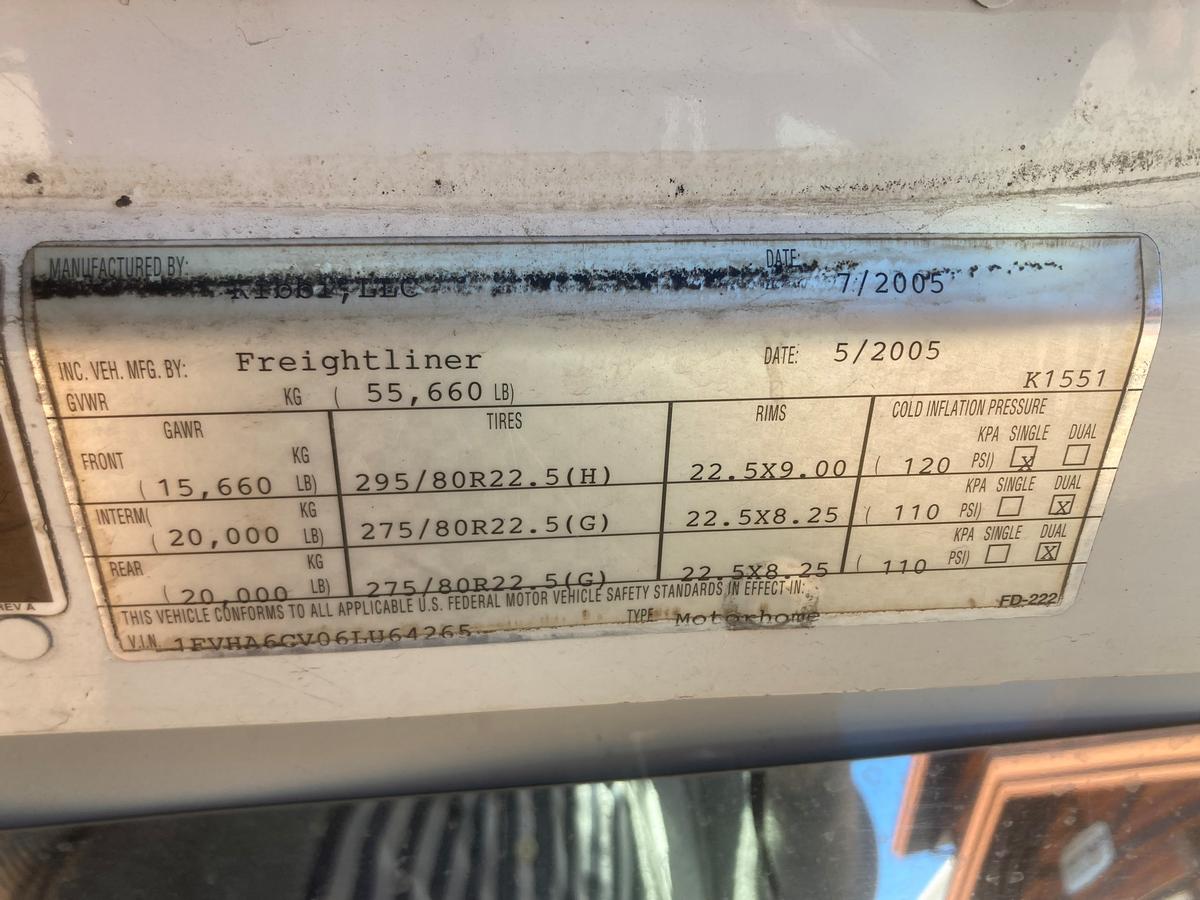 MANUFACTURED BY: Kibbi, LLC DATE: 7/2005
INC. VEH. MFG. BY: Freightliner DATE: 5/2005
GVWR KG ( 55,660 LB) K1551
GAWR TIRES RIMS COLD INFLATION PRESSURE
FRONT KG KPA SINGLE DUAL
( 15,660 LB) 295/80R22.5(H) 22.5X9.00 ( 120 PSI) X
INTERM( KG KPA SINGLE DUAL
( 20,000 LB) 275/80R22.5(G) 22.5X8.25 ( 110 PSI) X
REAR KG KPA SINGLE DUAL
( 20,000 LB) 275/80R22.5(G) 22.5X8.25 ( 110 PSI) X
THIS VEHICLE CONFORMS TO ALL APPLICABLE U.S. FEDERAL MOTOR VEHICLE SAFETY STANDARDS IN EFFECT IN:
V.I.N. 1FVHA6CV06LU64265 TYPE Motorhome FD-222
REV A